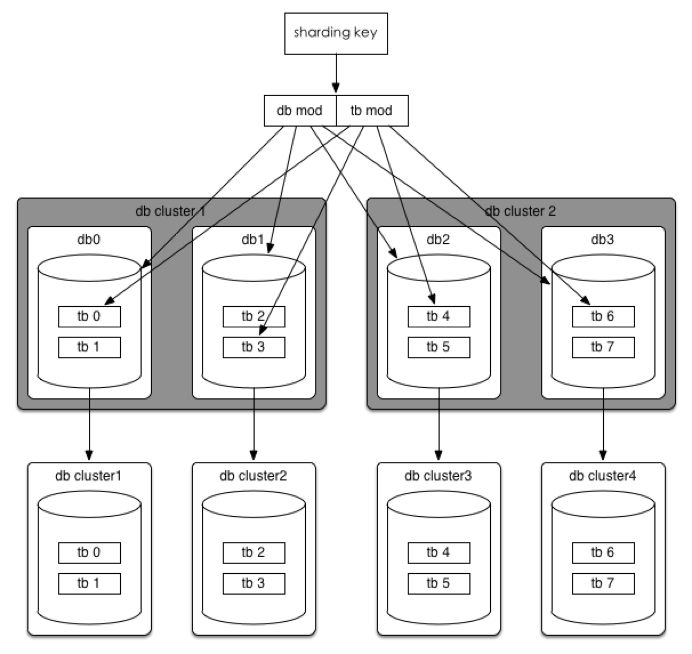 sharding key
db mod
tb mod
db cluster 1
db cluster 2
db0
db1
db2
db3
tb 0
tb 2
tb 4
tb 6
tb 1
tb 3
tb 5
tb 7
db cluster1
db cluster2
db cluster3
db cluster4
tb 0
tb 2
tb 4
tb 6
tb 1
tb 3
tb 5
tb 7